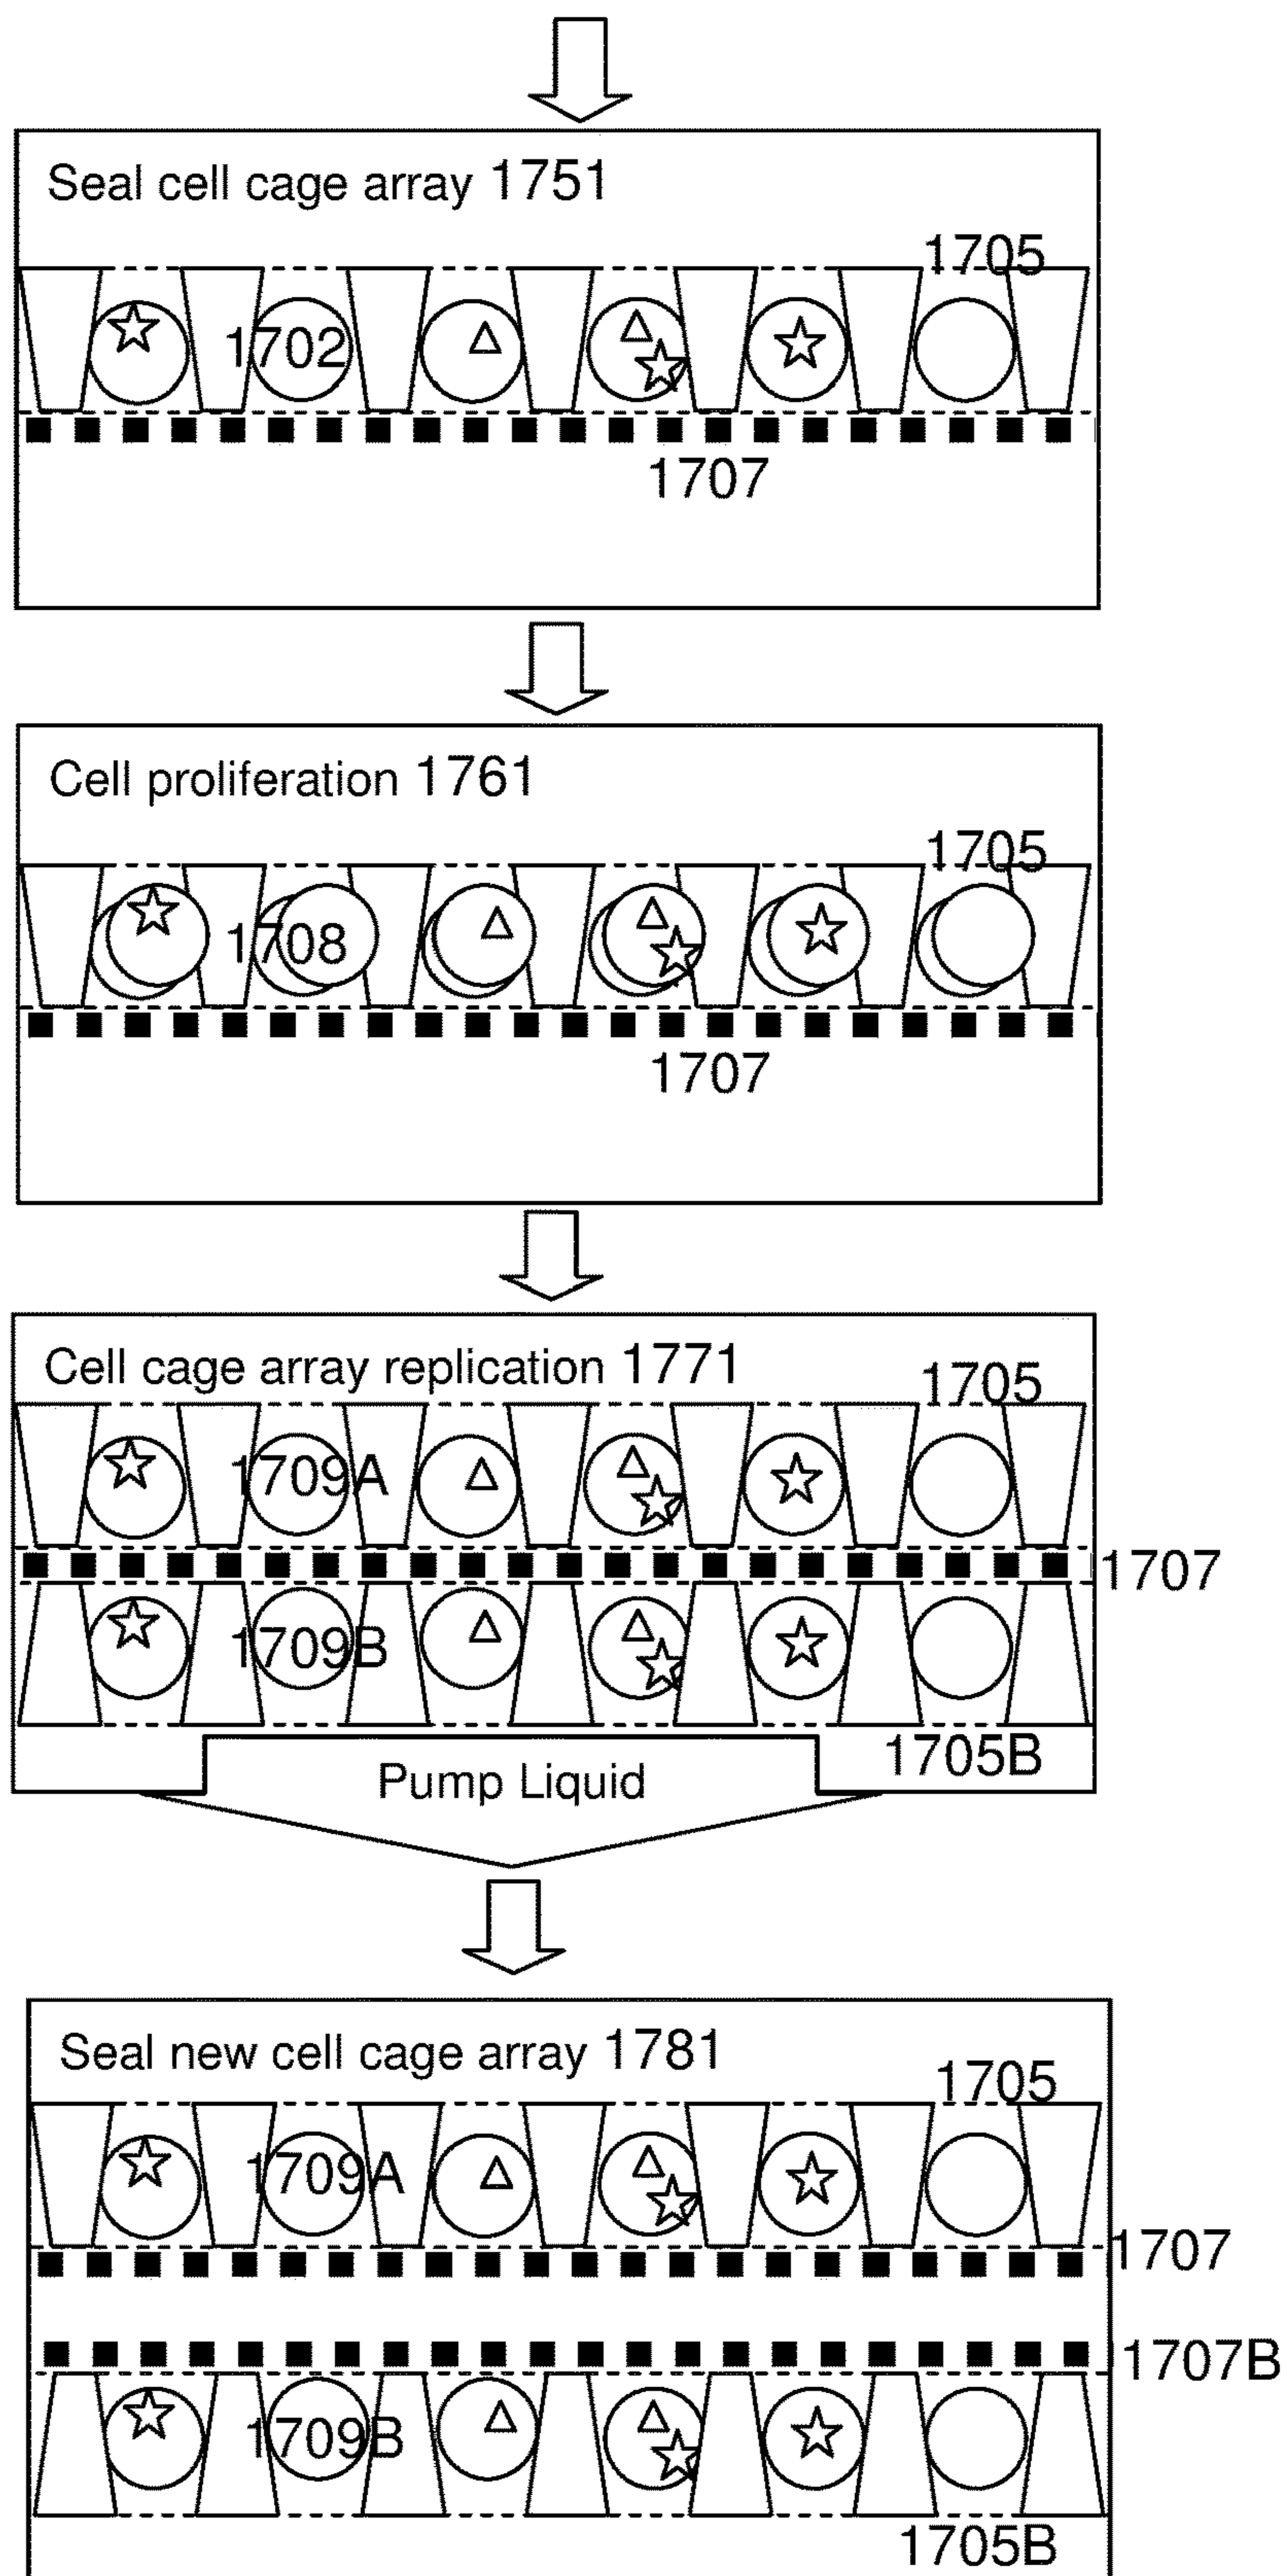 Seal cell cage array 1751
1705
1702
1707
Cell proliferation 1761
1705
1708
1707
Cell cage array replication 1771
1705
1709A
1707
1709B
1705B
Pump Liquid
Seal new cell cage array 1781
1705
1709A
1707
1707B
1709B
1705B